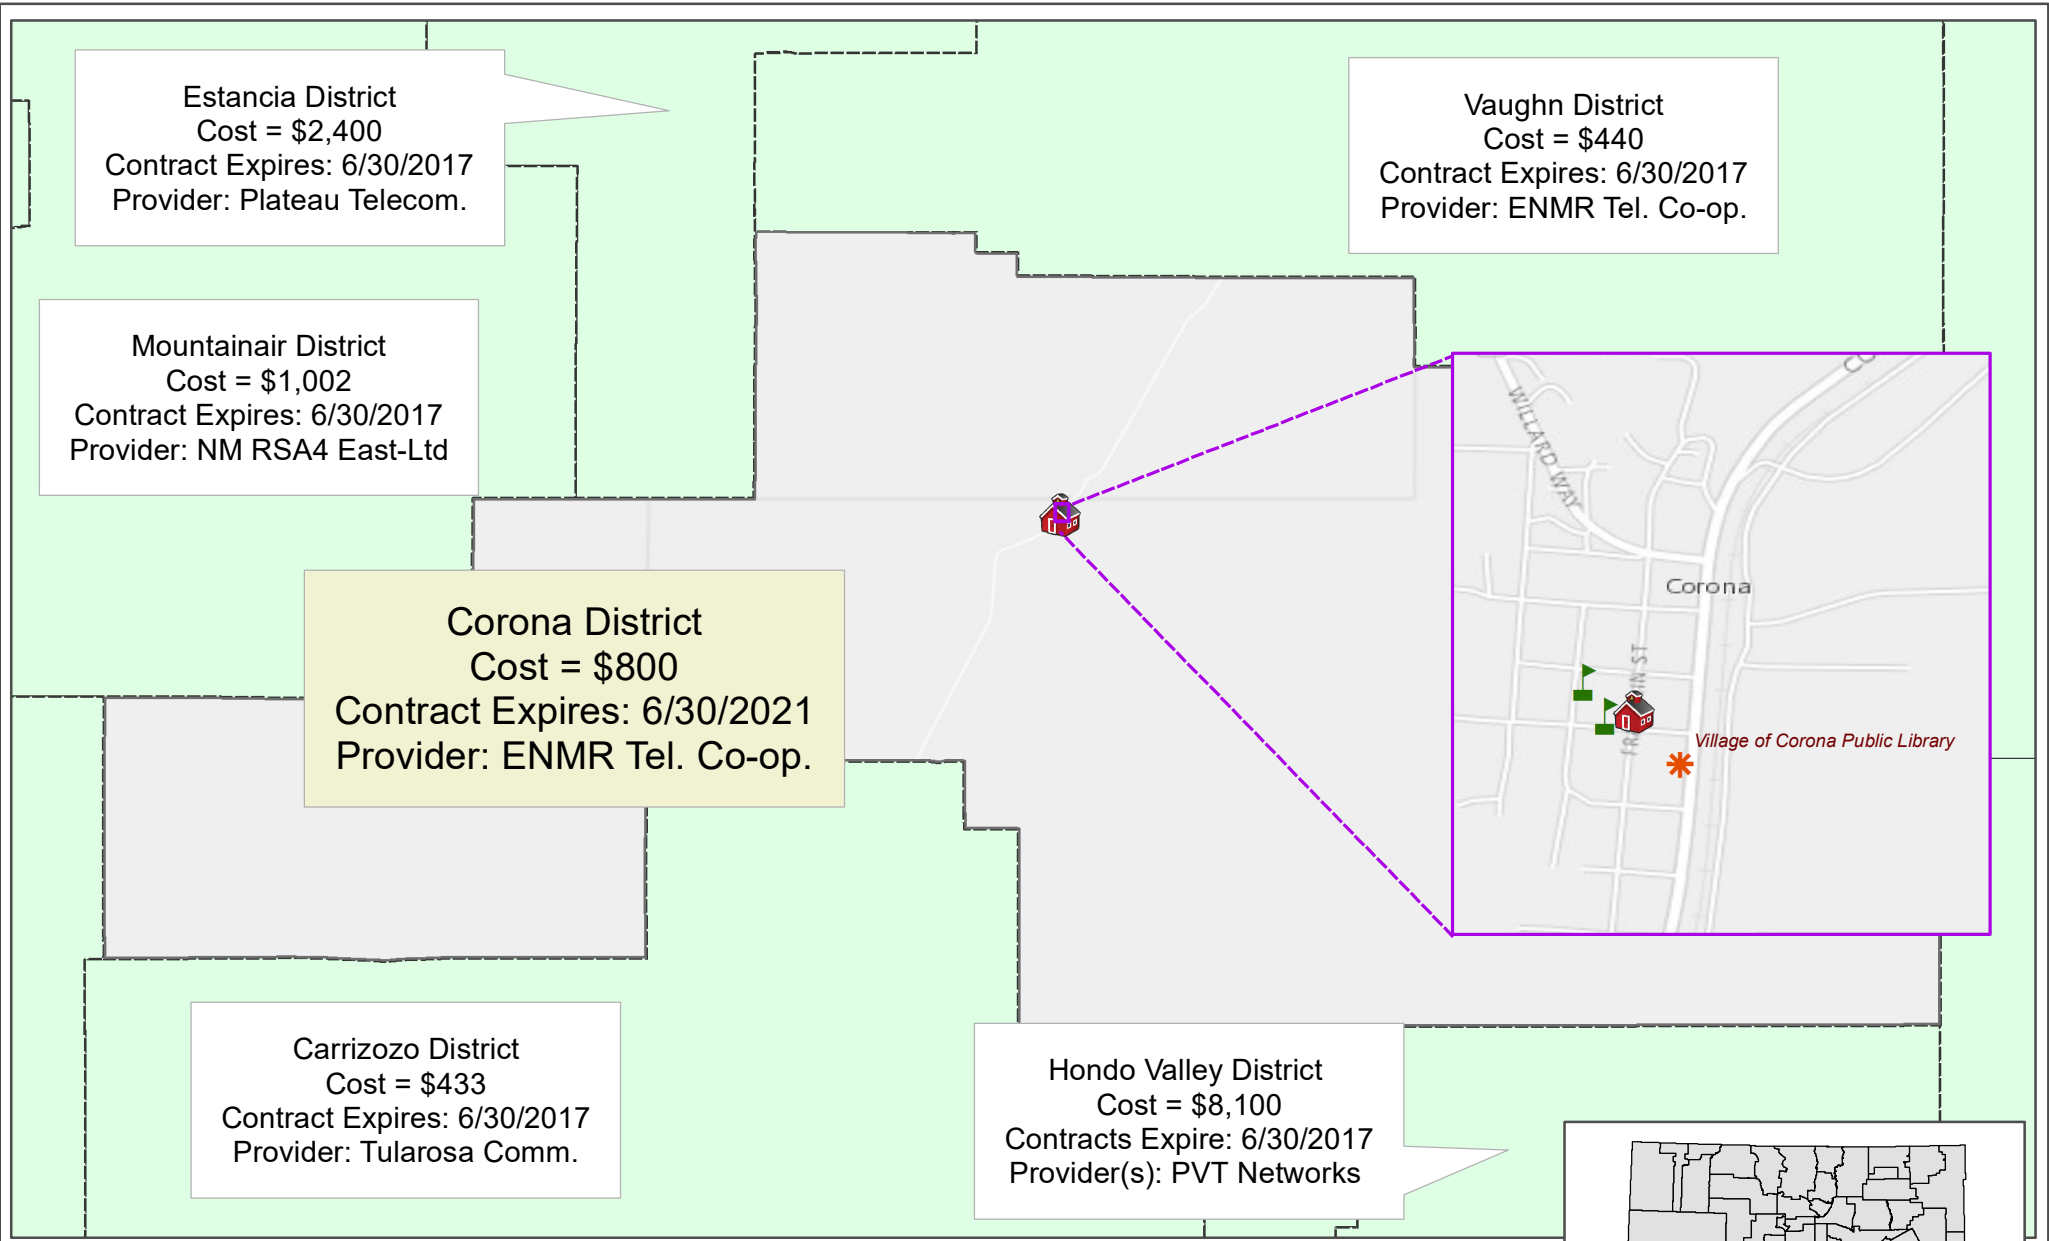 Estancia District
Cost = $2,400
Contract Expires: 6/30/2017
Provider: Plateau Telecom.
Vaughn District
Cost = $440
Contract Expires: 6/30/2017
Provider: ENMR Tel. Co-op.
Mountainair District
Cost = $1,002
Contract Expires: 6/30/2017
Provider: NM RSA4 East-Ltd
WILLARD WAY
Corona
Corona District
Cost = $800
Contract Expires: 6/30/2021
Provider: ENMR Tel. Co-op.
Village of Corona Public Library
Carrizozo District
Cost = $433
Contract Expires: 6/30/2017
Provider: Tularosa Comm.
Hondo Valley District
Cost = $8,100
Contracts Expire: 6/30/2017
Provider(s): PVT Networks